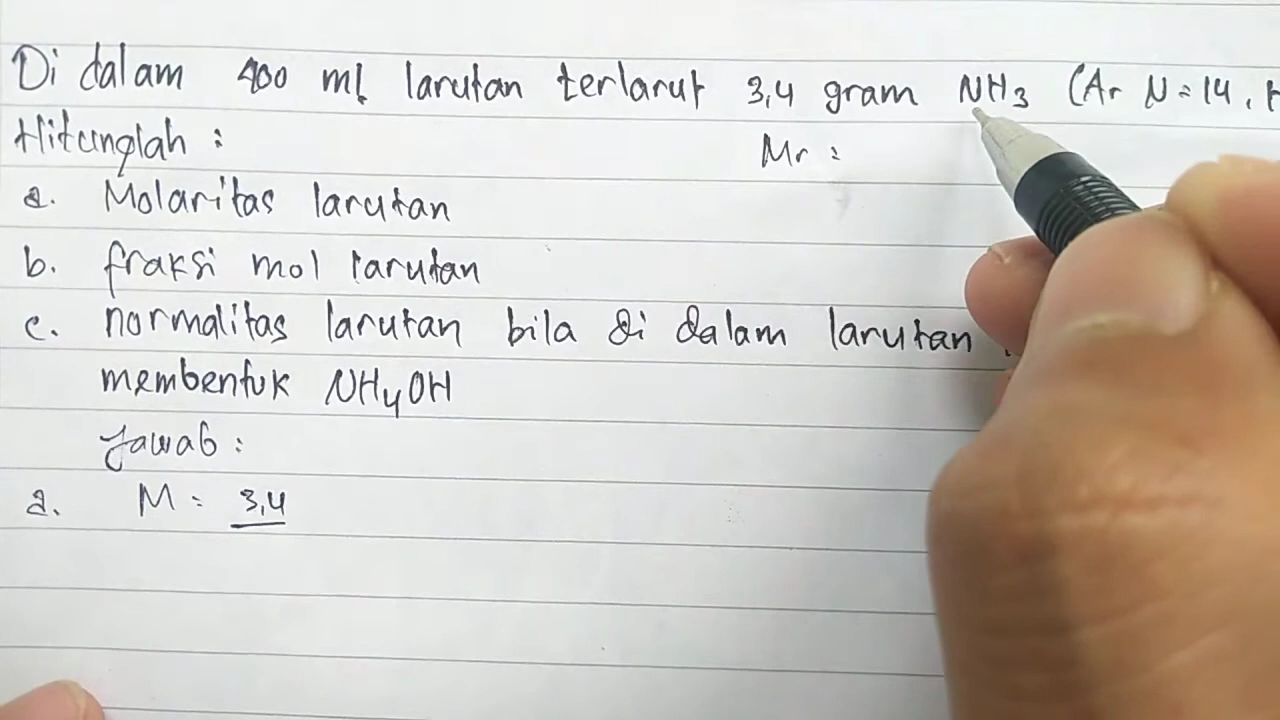 Di dalam 400 ml larutan terlarut 3,4 gram NH3 (Ar N = 14,
Hitunglah :
Mr :
a. Molaritas larutan
b. fraksi mol larutan
c. normalitas larutan bila di dalam larutan
membentuk NH4OH
Jawab :
a. M = 3,4